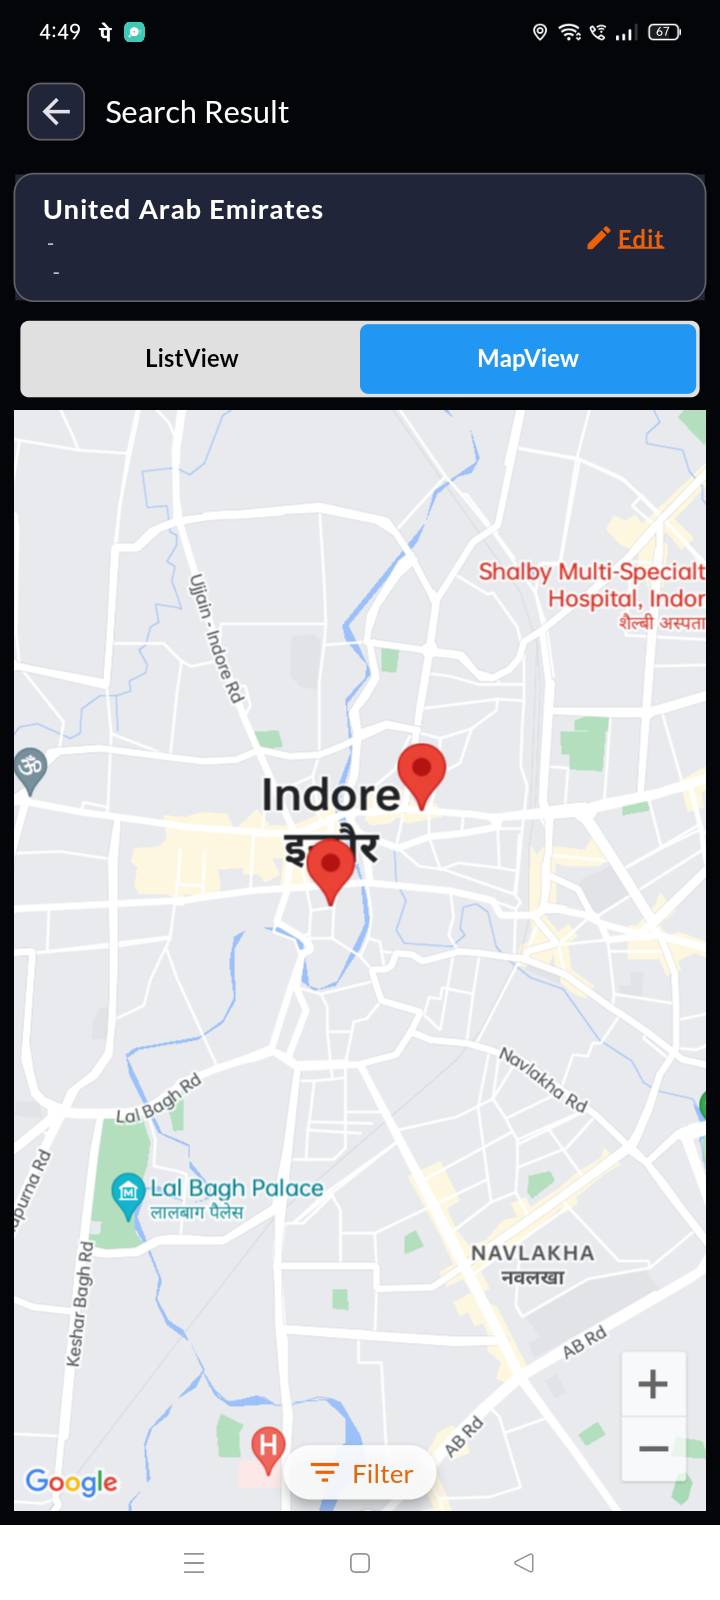 4:49 पे 67
Search Result
United Arab Emirates
-
-
Edit
ListView MapView
Shalby Multi-Specialt
Hospital, Indor
शैल्बी अस्पता
Ujjain - Indore Rd
ॐ
Indore
Lal Bagh Rd
Navlakha Rd
apurna Rd
Lal Bagh Palace
लालबाग पैलेस
NAVLAKHA
नवलखा
Keshar Bagh Rd
AB Rd
+
AB Rd
H
−
Google
Filter